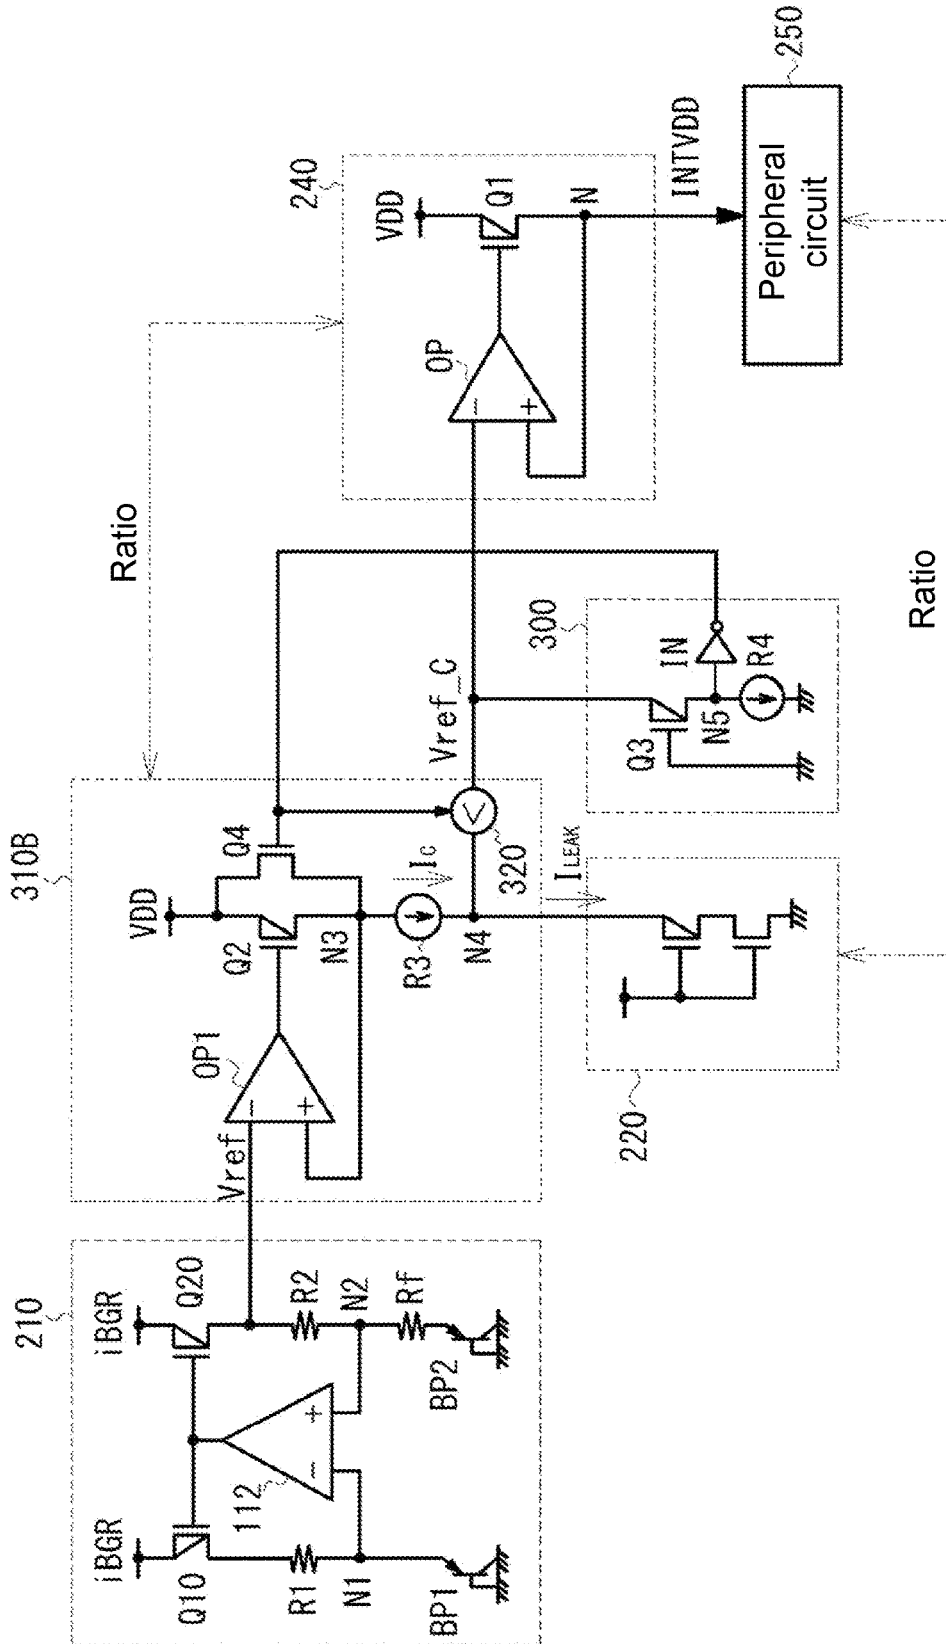 210
iBGR
iBGR
Q10
Q20
112
−
+
R1
R2
N1
N2
Rf
BP1
BP2
Vref
310B
VDD
OP1
−
+
Q2
Q4
N3
R3
IC
N4
320
<
Vref_C
ILEAK
220
300
Q3
IN
N5
R4
Ratio
240
VDD
OP
−
+
Q1
N
INTVDD
250
Peripheral
circuit
Ratio